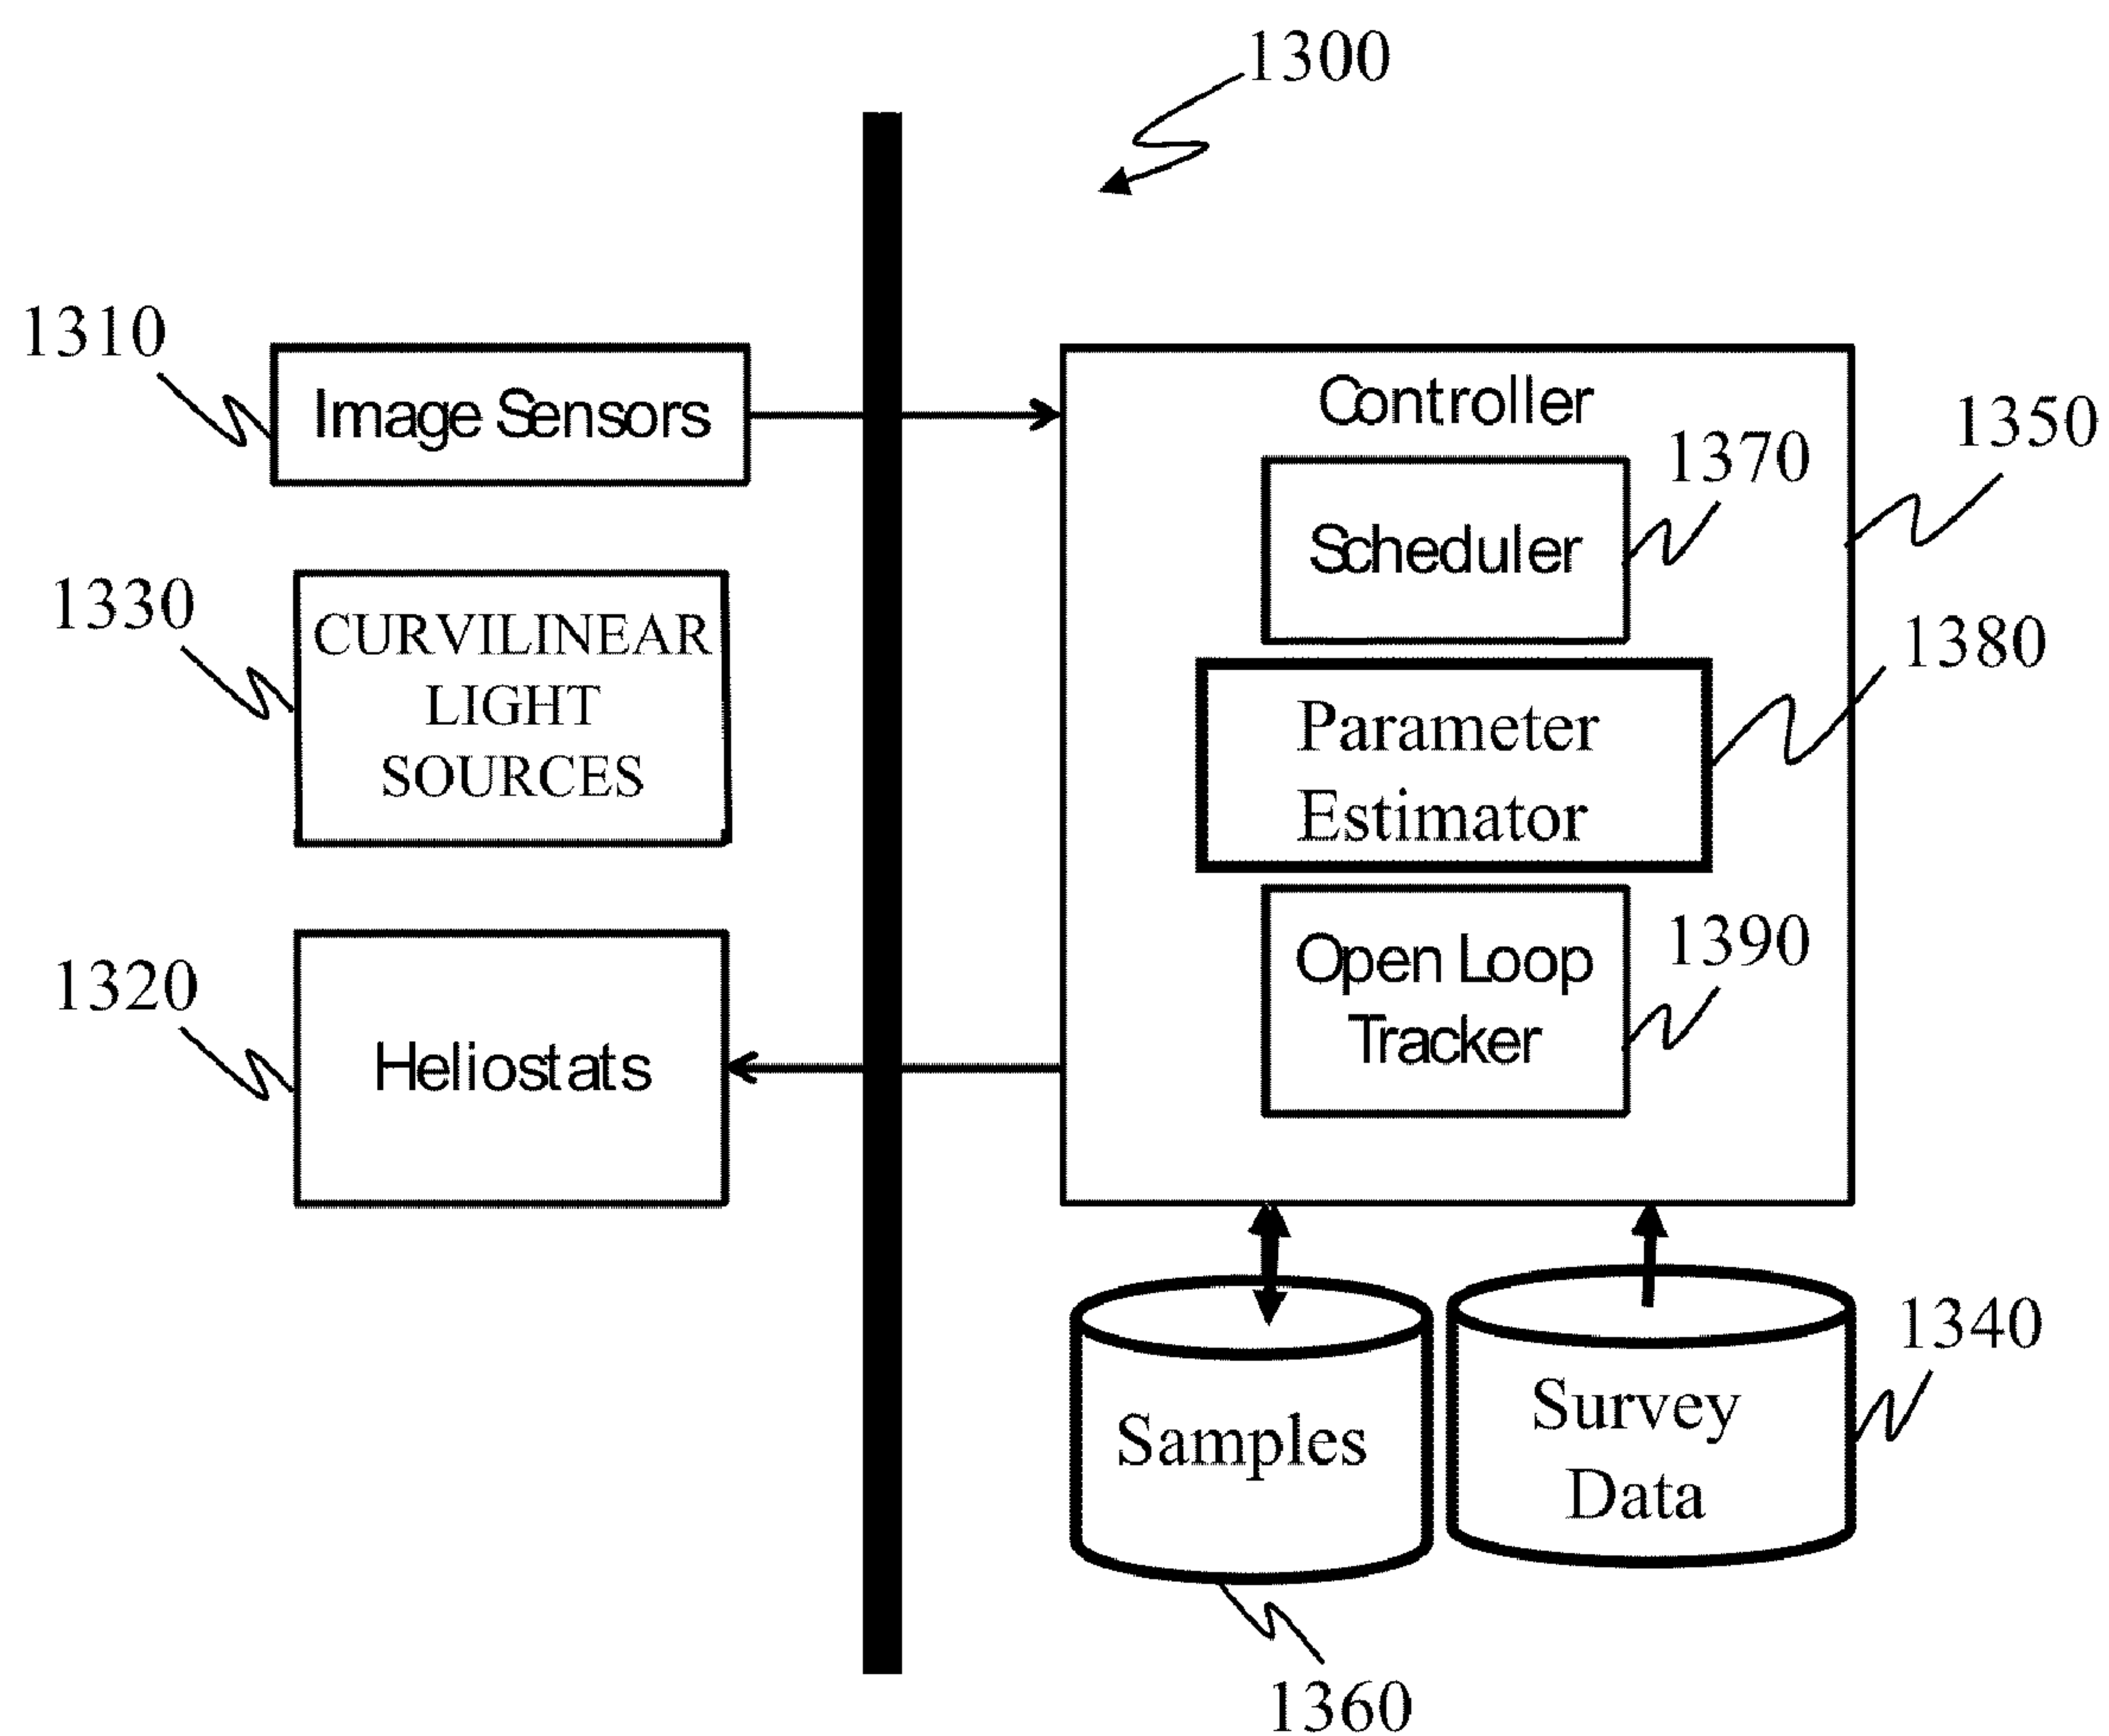 1300
1310
Image Sensors
1330
CURVILINEAR
LIGHT
SOURCES
1320
Heliostats
Controller
1350
1370
Scheduler
1380
Parameter
Estimator
1390
Open Loop
Tracker
Samples
1360
Survey
Data
1340